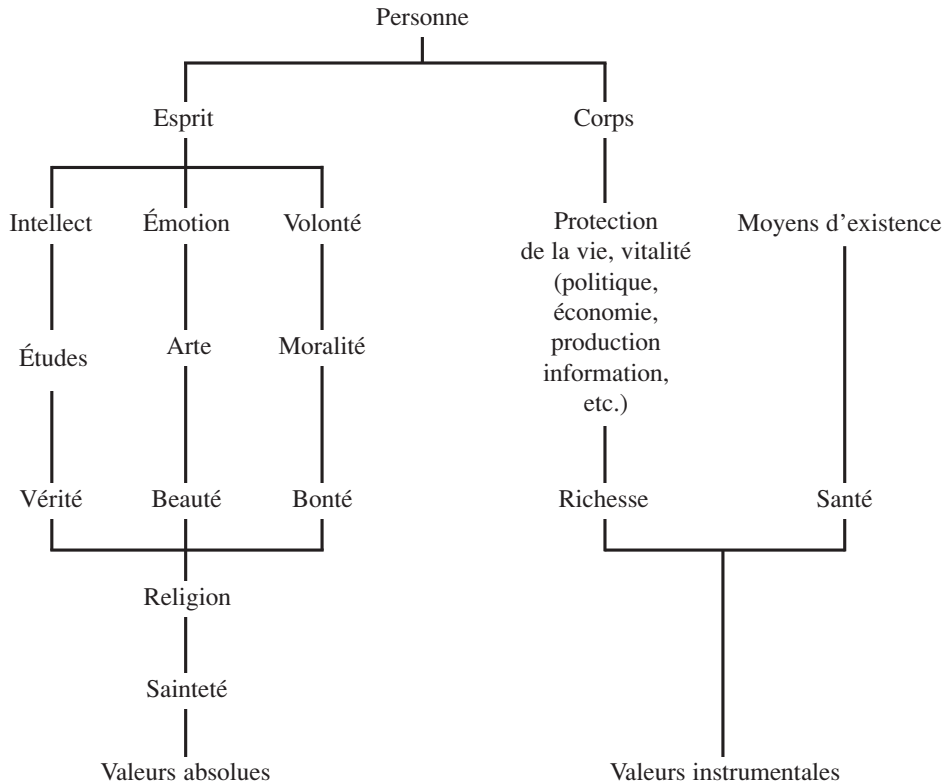 Personne
Esprit
Corps
Intellect
Émotion
Volonté
Protection
de la vie, vitalité
(politique,
économie,
production
information,
etc.)
Moyens d'existence
Études
Arte
Moralité
Vérité
Beauté
Bonté
Richesse
Santé
Religion
Sainteté
Valeurs absolues
Valeurs instrumentales